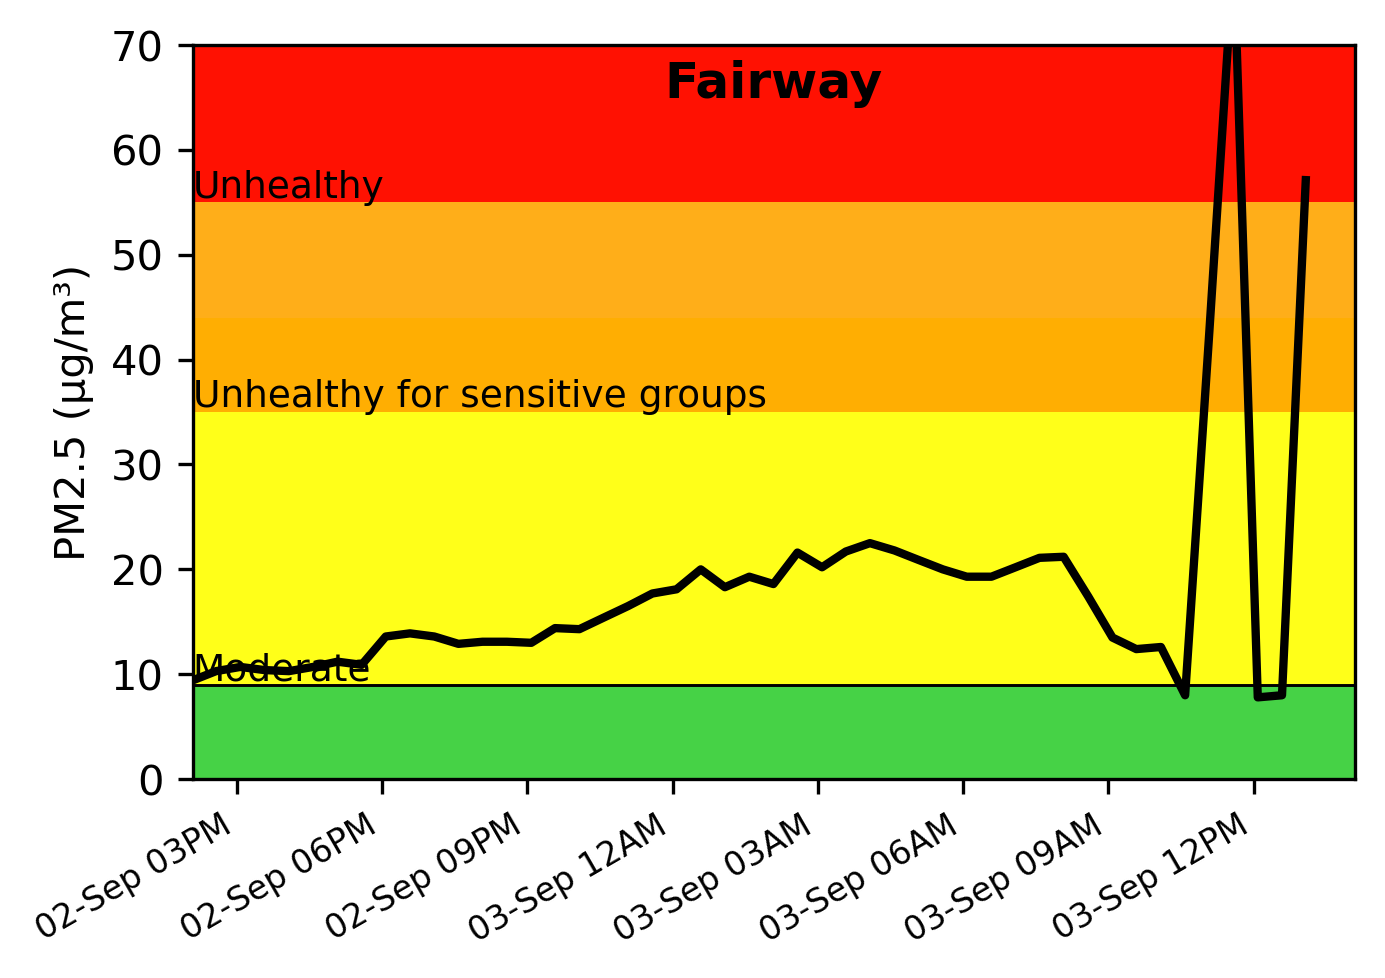 Fairway
PM2.5 (µg/m³)
70
60
50
40
30
20
10
0
Unhealthy
Unhealthy for sensitive groups
Moderate
02-Sep 03PM
02-Sep 06PM
02-Sep 09PM
03-Sep 12AM
03-Sep 03AM
03-Sep 06AM
03-Sep 09AM
03-Sep 12PM